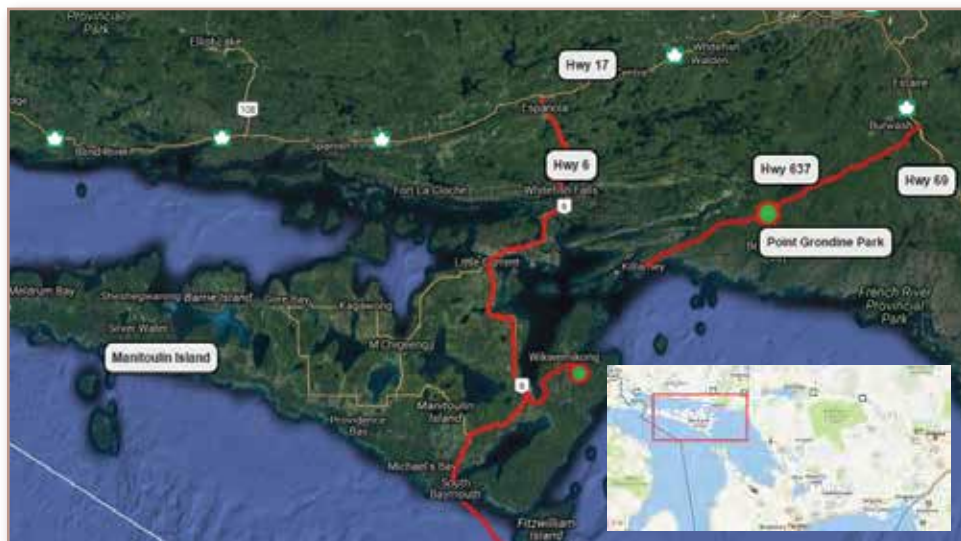 Provincial
Park
Elliot Lake
Hwy 17
Centre
Whitefish
Walden
Estaire
108
Espanola
Burwash
Blind River
Spanish
Hwy 6
Hwy 637
Hwy 69
Fort La Cloche
Whitefish Falls
6
Point Grondine Park
Little Current
Killarney
French River
Provincial
Park
Meldrum Bay
Sheshegwaning
Barrie Island
Gore Bay
Kagawong
Silver Water
M'Chigeeng
Wikwemikong
Manitoulin Island
6
Manitoulin
Island
Providence
Bay
Michael's Bay
South
Baymouth
Fitzwilliam
Island